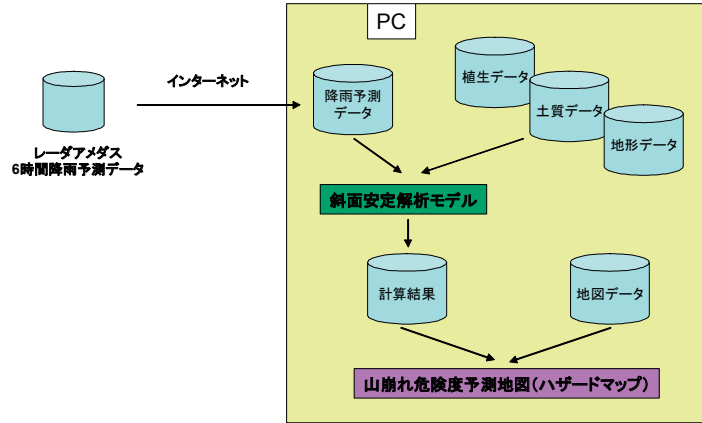 PC
インターネット
レーダアメダス
6時間降雨予測データ
降雨予測
データ
植生データ
土質データ
地形データ
斜面安定解析モデル
計算結果
地図データ
山崩れ危険度予測地図(ハザードマップ)